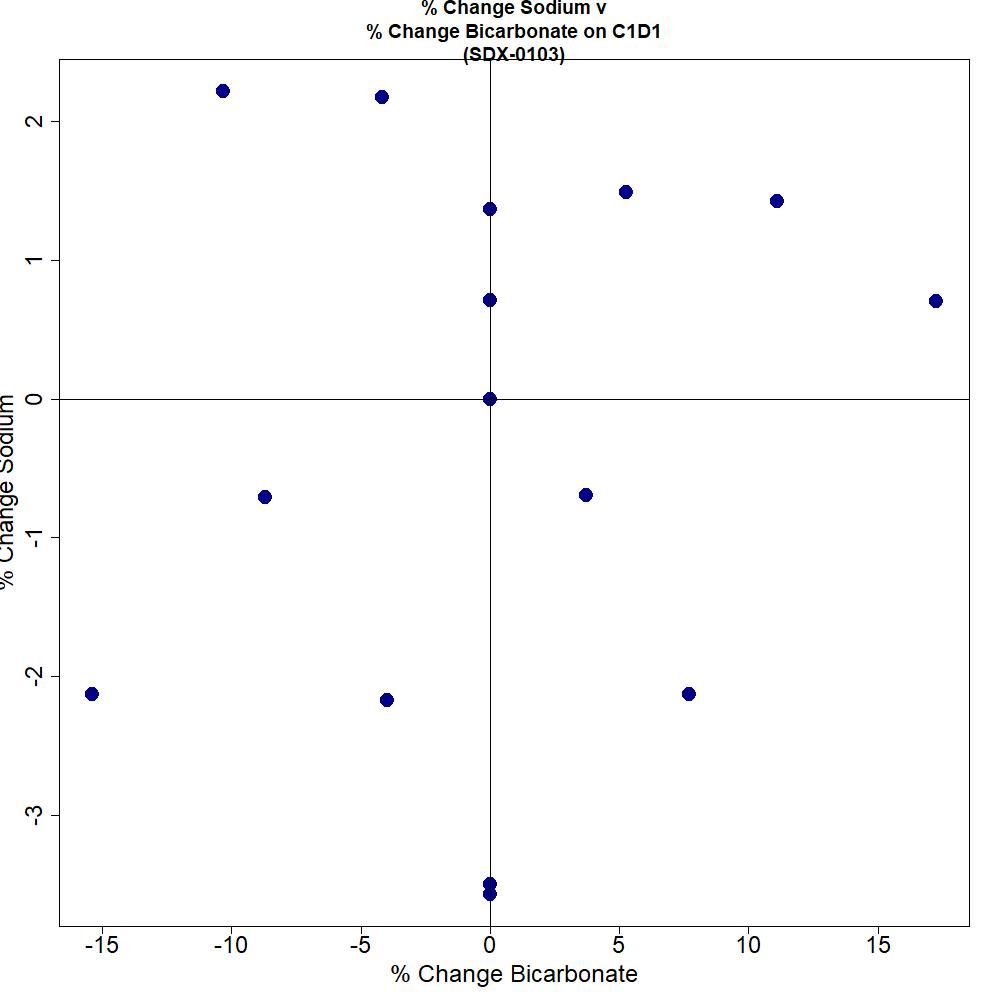 % Change Sodium v
% Change Bicarbonate on C1D1
(SDX-0103)
% Change Sodium
2
1
0
-1
-2
-3
-15 -10 -5 0 5 10 15
% Change Bicarbonate